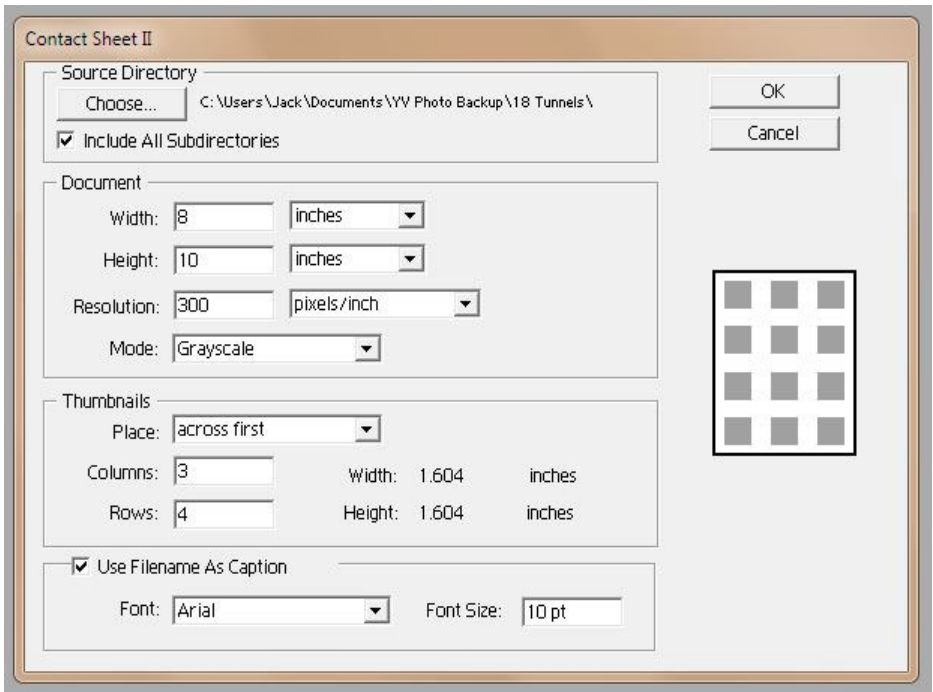 Contact Sheet II
Source Directory
Choose... C:\Users\Jack\Documents\YV Photo Backup\18 Tunnels\
Include All Subdirectories
OK
Cancel
Document
Width: 8 inches
Height: 10 inches
Resolution: 300 pixels/inch
Mode: Grayscale
Thumbnails
Place: across first
Columns: 3 Width: 1.604 inches
Rows: 4 Height: 1.604 inches
Use Filename As Caption
Font: Arial Font Size: 10 pt